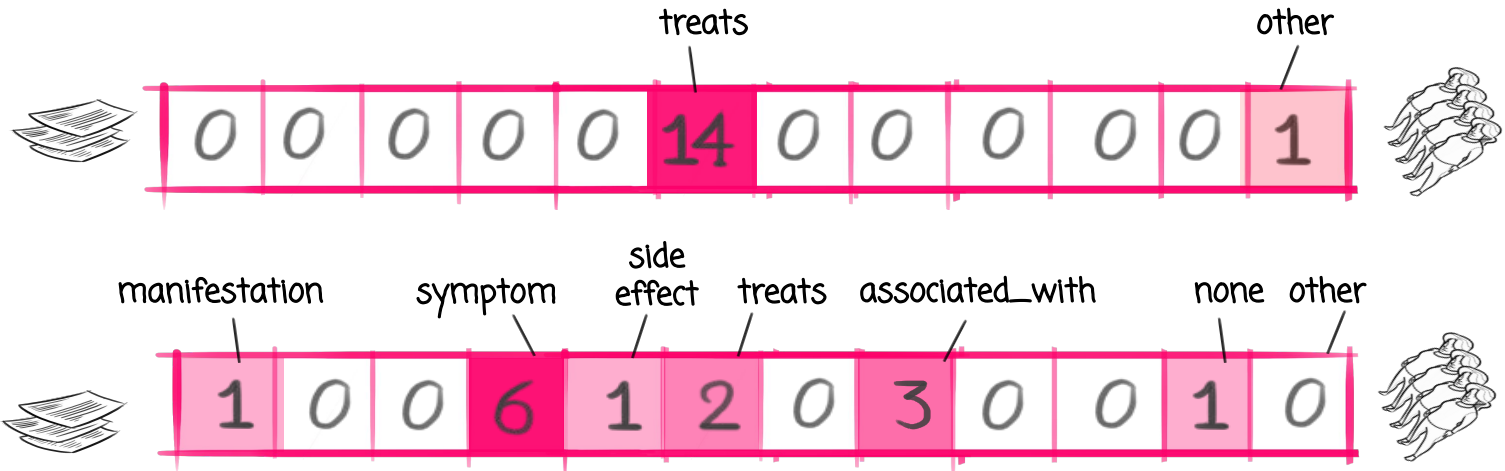 treats other
0 0 0 0 0 14 0 0 0 0 0 1
side
manifestation symptom effect treats associated_with none other
1 0 0 6 1 2 0 3 0 0 1 0